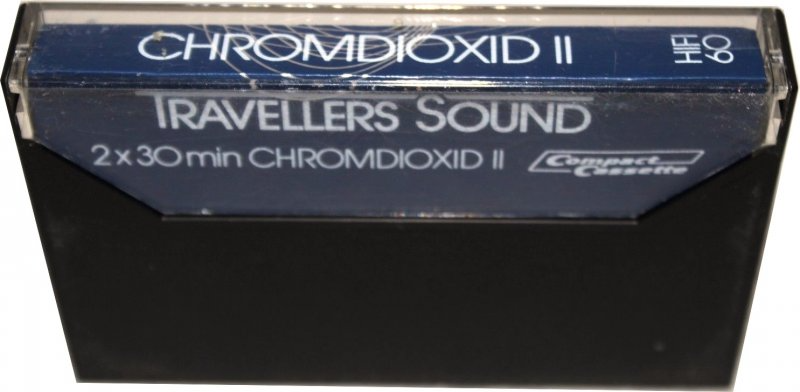 CHROMDIOXID II
HIFI
60
TRAVELLERS SOUND
2 x 30 min CHROMDIOXID II
Compact
Cassette